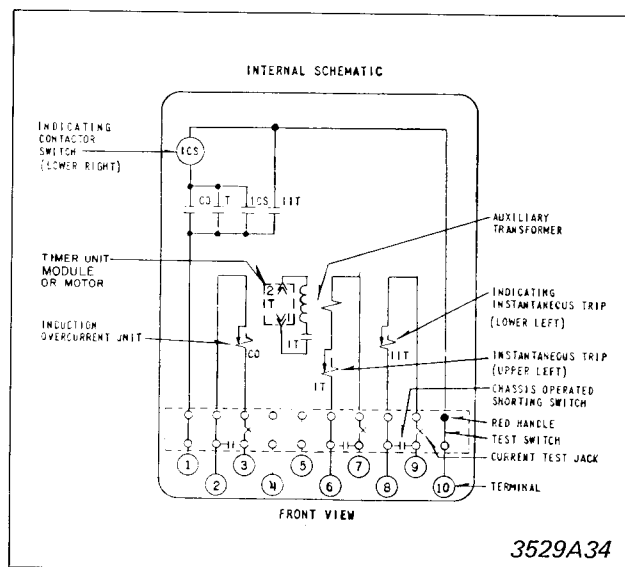 INTERNAL SCHEMATIC
INDICATING
CONTACTOR
SWITCH
(LOWER RIGHT)
ICS
CO T ICS IIT
AUXILIARY
TRANSFORMER
TIMER UNIT
MODULE
OR MOTOR
2
IT
1
INDICATING
INSTANTANEOUS TRIP
(LOWER LEFT)
INDUCTION
OVERCURRENT UNIT
CO
IT
IIT
INSTANTANEOUS TRIP
(UPPER LEFT)
IT
CHASSIS OPERATED
SHORTING SWITCH
RED HANDLE
TEST SWITCH
CURRENT TEST JACK
1 2 3 4 5 6 7 8 9 10
TERMINAL
FRONT VIEW
3529A34